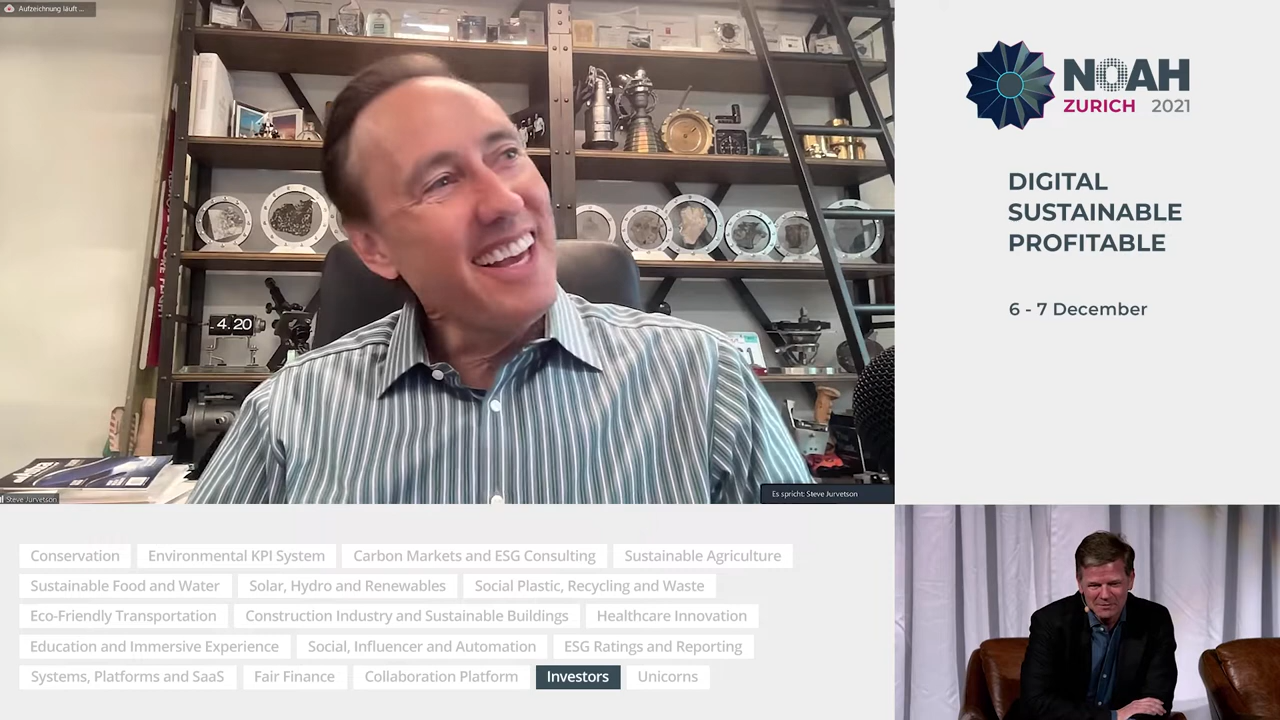 Aufzeichnung läuft ...
4 20
Steve Jurvetson
Es spricht: Steve Jurvetson
NOAH
ZURICH 2021
DIGITAL
SUSTAINABLE
PROFITABLE
6 - 7 December
Conservation Environmental KPI System Carbon Markets and ESG Consulting Sustainable Agriculture
Sustainable Food and Water Solar, Hydro and Renewables Social Plastic, Recycling and Waste
Eco-Friendly Transportation Construction Industry and Sustainable Buildings Healthcare Innovation
Education and Immersive Experience Social, Influencer and Automation ESG Ratings and Reporting
Systems, Platforms and SaaS Fair Finance Collaboration Platform Investors Unicorns